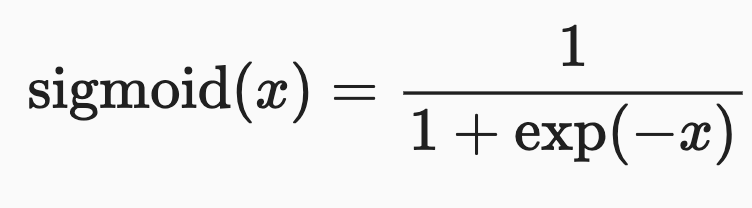 sigmoid(x) = 1 / (1 + exp(−x))